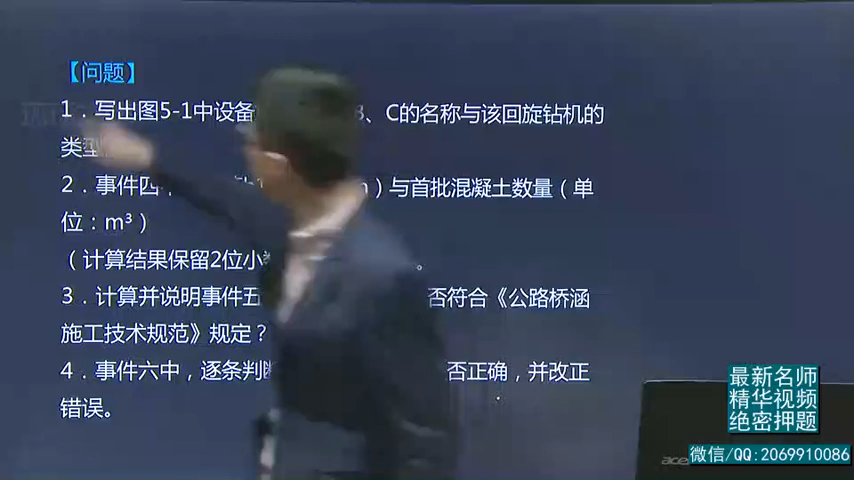 【问题】
1．写出图5-1中设备 、C的名称与该回旋钻机的
类型
2．事件四 ）与首批混凝土数量（单
位：m³）
（计算结果保留2位小 。
3．计算并说明事件五 否符合《公路桥涵
施工技术规范》规定？
4．事件六中，逐条判断 否正确，并改正
错误。
最新名师
精华视频
绝密押题
微信/QQ:2069910086
acer